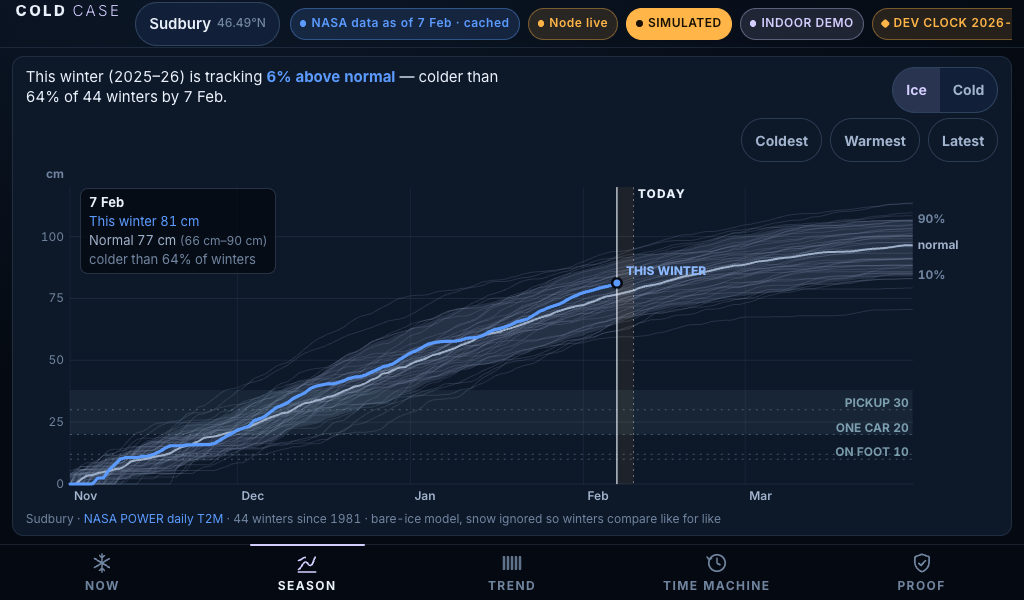 COLD CASE
Sudbury 46.49°N
NASA data as of 7 Feb · cached
Node live
SIMULATED
INDOOR DEMO
DEV CLOCK 2026-
This winter (2025–26) is tracking 6% above normal — colder than
64% of 44 winters by 7 Feb.
Ice
Cold
Coldest
Warmest
Latest
cm
7 Feb
This winter 81 cm
Normal 77 cm (66 cm–90 cm)
colder than 64% of winters
TODAY
THIS WINTER
90%
normal
10%
100
75
50
25
0
PICKUP 30
ONE CAR 20
ON FOOT 10
Nov
Dec
Jan
Feb
Mar
Sudbury · NASA POWER daily T2M · 44 winters since 1981 · bare-ice model, snow ignored so winters compare like for like
NOW
SEASON
TREND
TIME MACHINE
PROOF